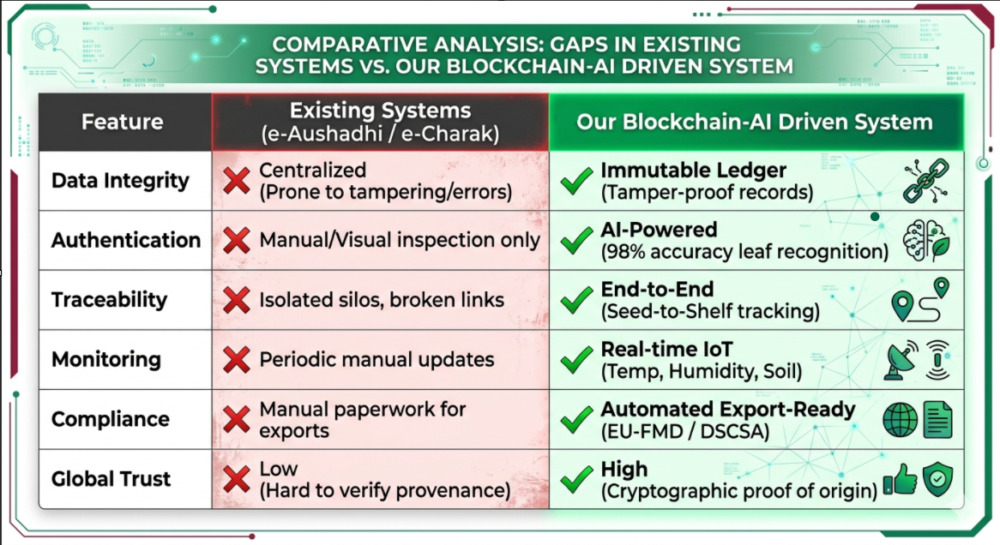 COMPARATIVE ANALYSIS: GAPS IN EXISTING
SYSTEMS VS. OUR BLOCKCHAIN-AI DRIVEN SYSTEM
Feature
Existing Systems
(e-Aushadhi / e-Charak)
Our Blockchain-AI Driven System
Data Integrity
Centralized
(Prone to tampering/errors)
Immutable Ledger
(Tamper-proof records)
Authentication
Manual/Visual inspection only
AI-Powered
(98% accuracy leaf recognition)
Traceability
Isolated silos, broken links
End-to-End
(Seed-to-Shelf tracking)
Monitoring
Periodic manual updates
Real-time IoT
(Temp, Humidity, Soil)
Compliance
Manual paperwork for
exports
Automated Export-Ready
(EU-FMD / DSCSA)
Global Trust
Low
(Hard to verify provenance)
High
(Cryptographic proof of origin)